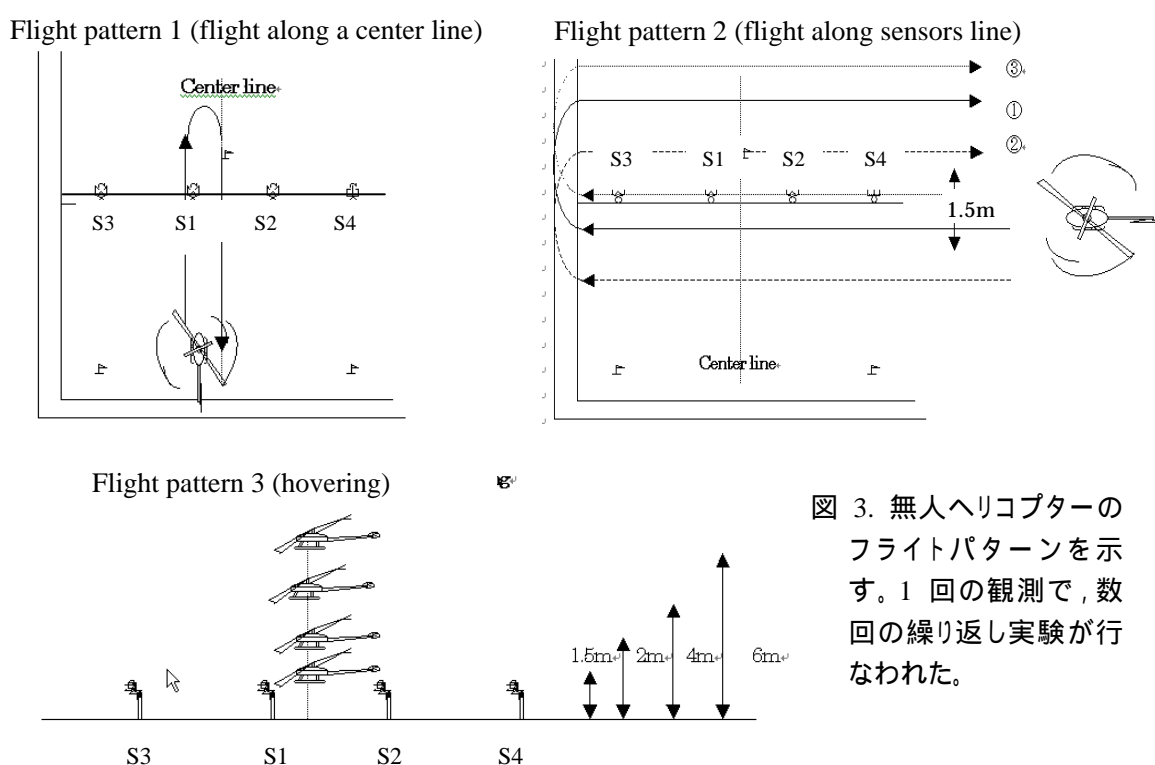 Flight pattern 1 (flight along a center line)
Flight pattern 2 (flight along sensors line)
Center line
S3 S1 S2 S4
③
①
②
S3 S1 S2 S4
1.5m
Center line
Flight pattern 3 (hovering)
1.5m 2m 4m 6m
S3 S1 S2 S4
図 3. 無人ヘリコプターの
フライトパターンを示
す。1 回の観測で,数
回の繰り返し実験が行
なわれた。